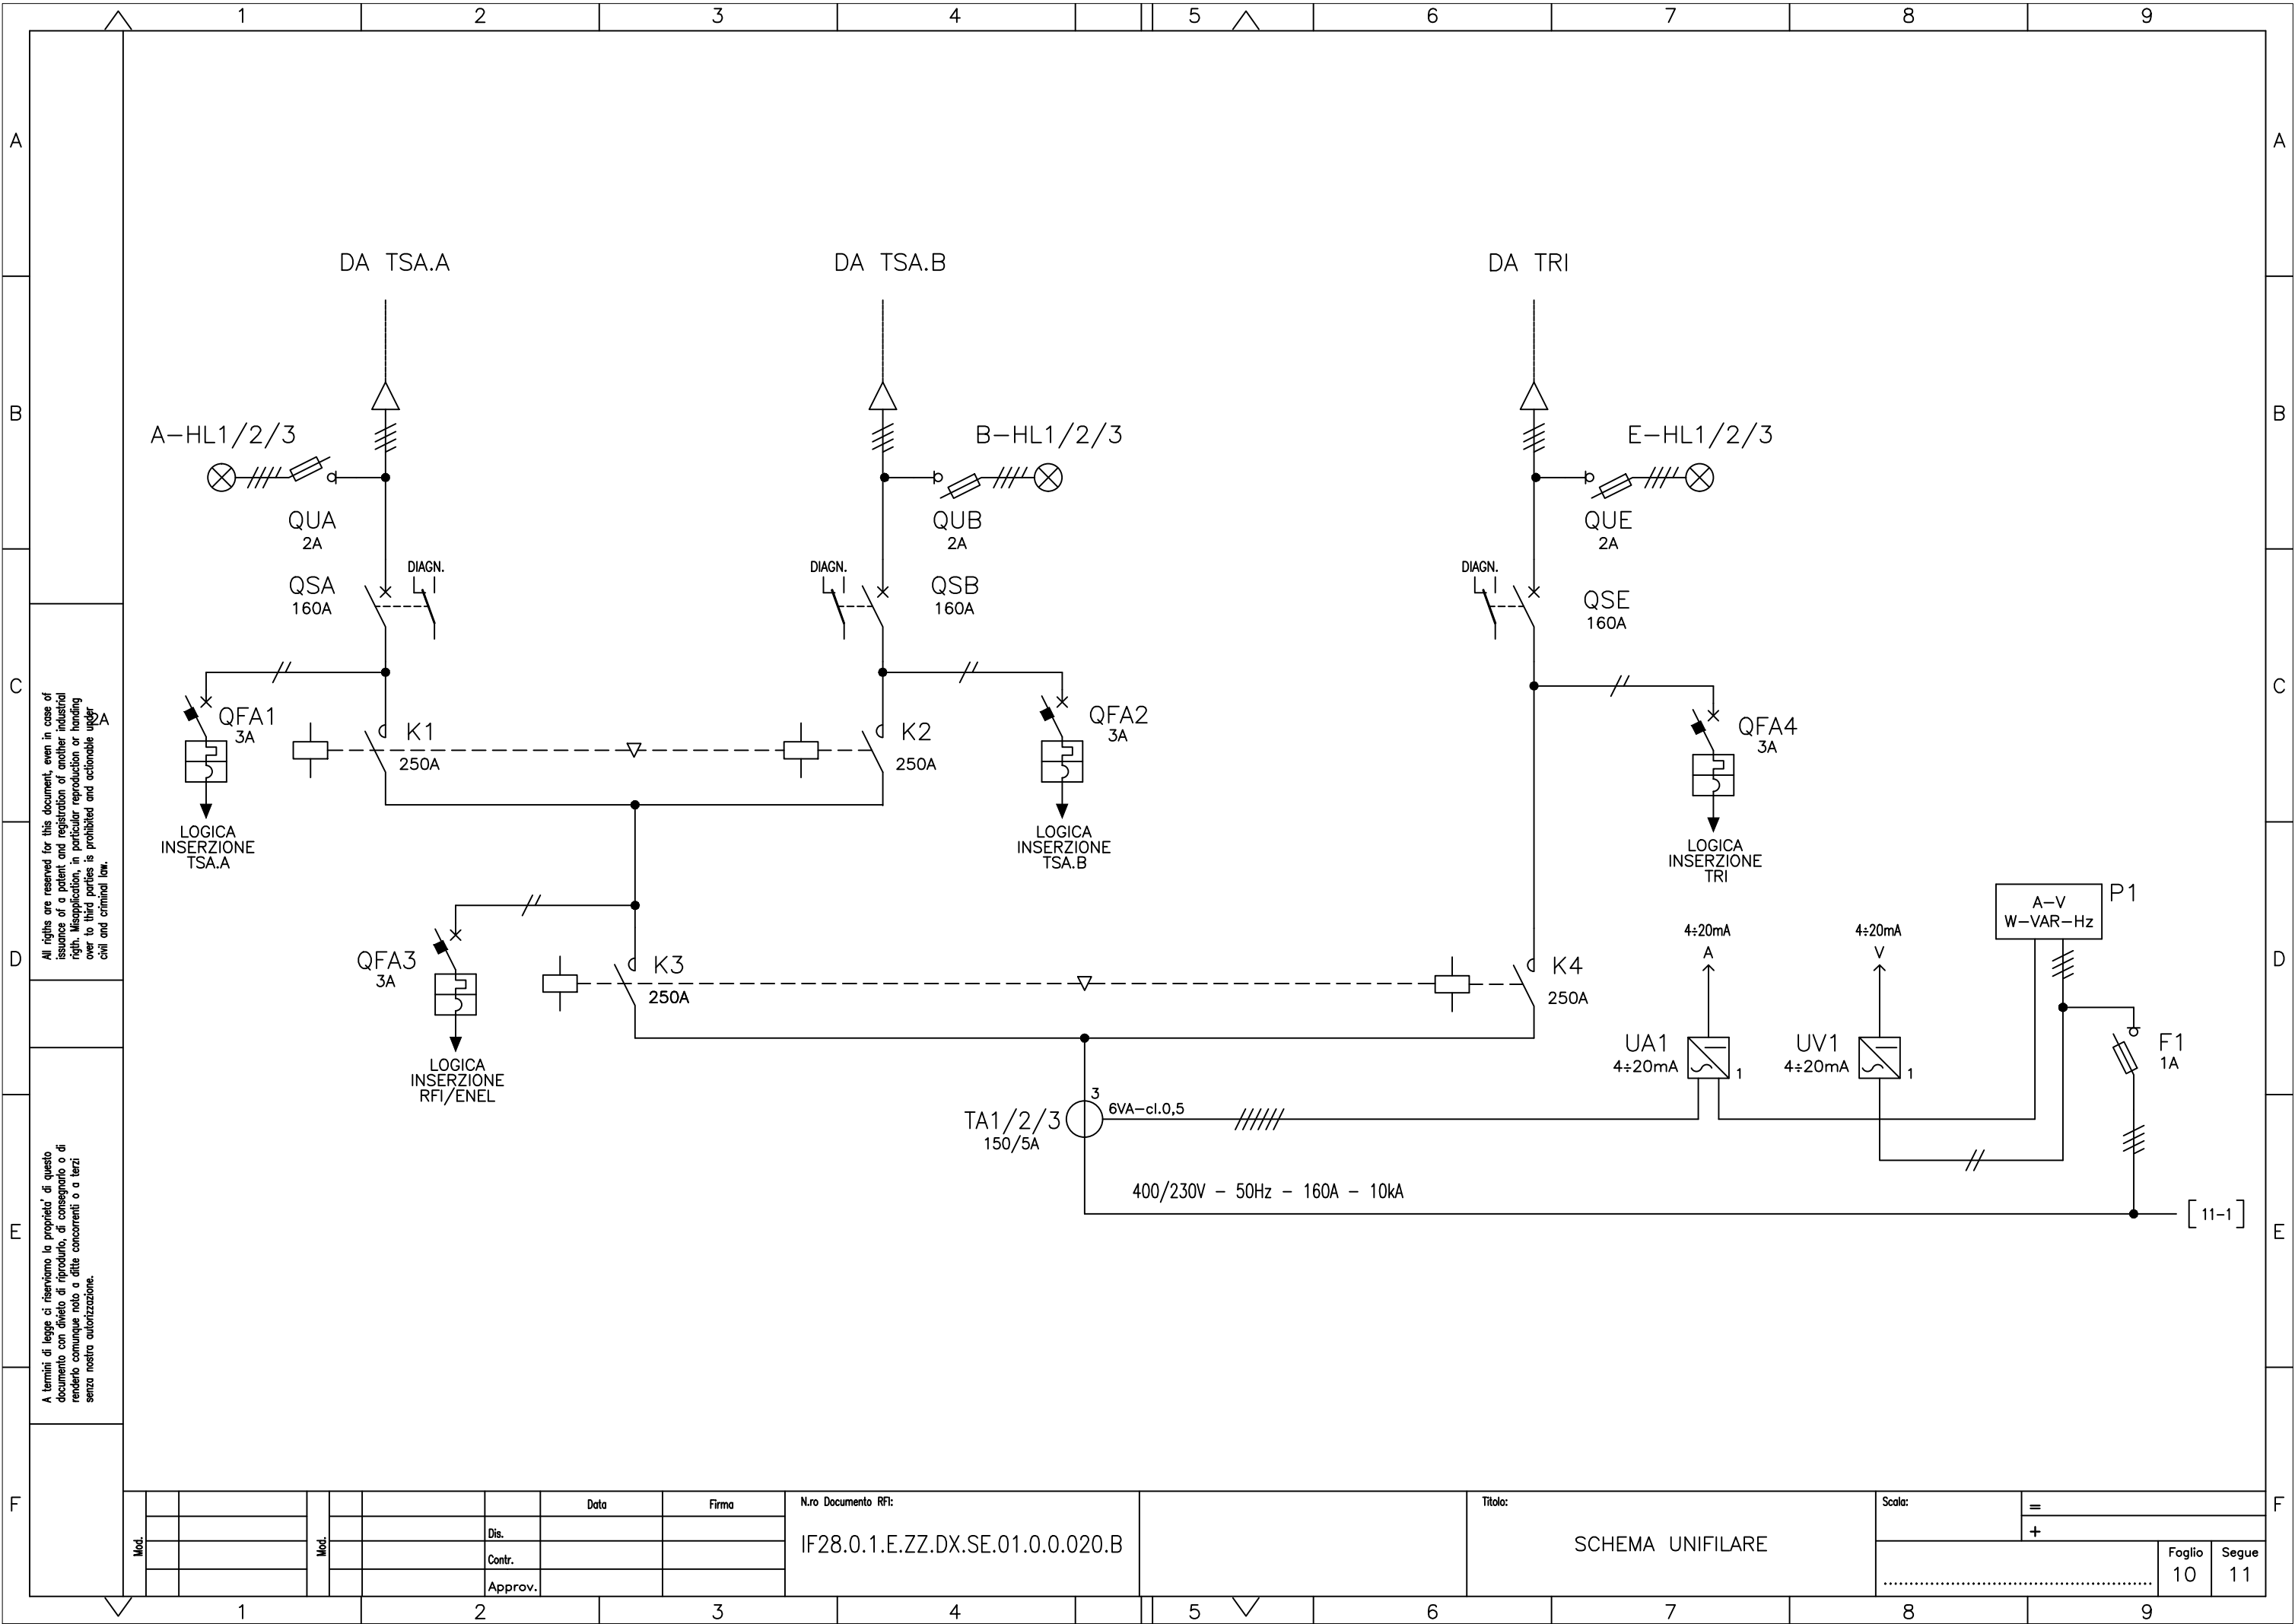 1 2 3 4 5 6 7 8 9
A A
B B
C C
D D
E E
F F
DA TSA.A
DA TSA.B
DA TRI
A-HL1/2/3
B-HL1/2/3
E-HL1/2/3
QUA
2A
QUB
2A
QUE
2A
QSA
160A
DIAGN.
DIAGN.
QSB
160A
DIAGN.
QSE
160A
QFA1
3A
K1
250A
K2
250A
QFA2
3A
QFA4
3A
LOGICA
INSERZIONE
TSA.A
LOGICA
INSERZIONE
TSA.B
LOGICA
INSERZIONE
TRI
QFA3
3A
K3
250A
K4
250A
LOGICA
INSERZIONE
RFI/ENEL
4÷20mA
A
4÷20mA
V
A-V
W-VAR-Hz
P1
UA1
4÷20mA
1
UV1
4÷20mA
1
F1
1A
TA1/2/3
150/5A
3
6VA-cl.0,5
400/230V - 50Hz - 160A - 10kA
[11-1]
All rigths are reserved for this document, even in case of
issuance of a patent and registration of another industrial
rigth. Misapplication, in particular reproduction or handing
over to third parties is prohibited and actionable under
civil and criminal law.
2A
A termini di legge ci riserviamo la proprieta' di questo
documento con divieto di riprodurlo, di consegnarlo o di
renderlo comunque noto a ditte concorrenti o a terzi
senza nostra autorizzazione.
Mod.
Mod.
Data
Firma
Dis.
Contr.
Approv.
N.ro Documento RFI:
IF28.0.1.E.ZZ.DX.SE.01.0.0.020.B
Titolo:
SCHEMA UNIFILARE
Scala:
=
+
Foglio
10
Segue
11
1 2 3 4 5 6 7 8 9